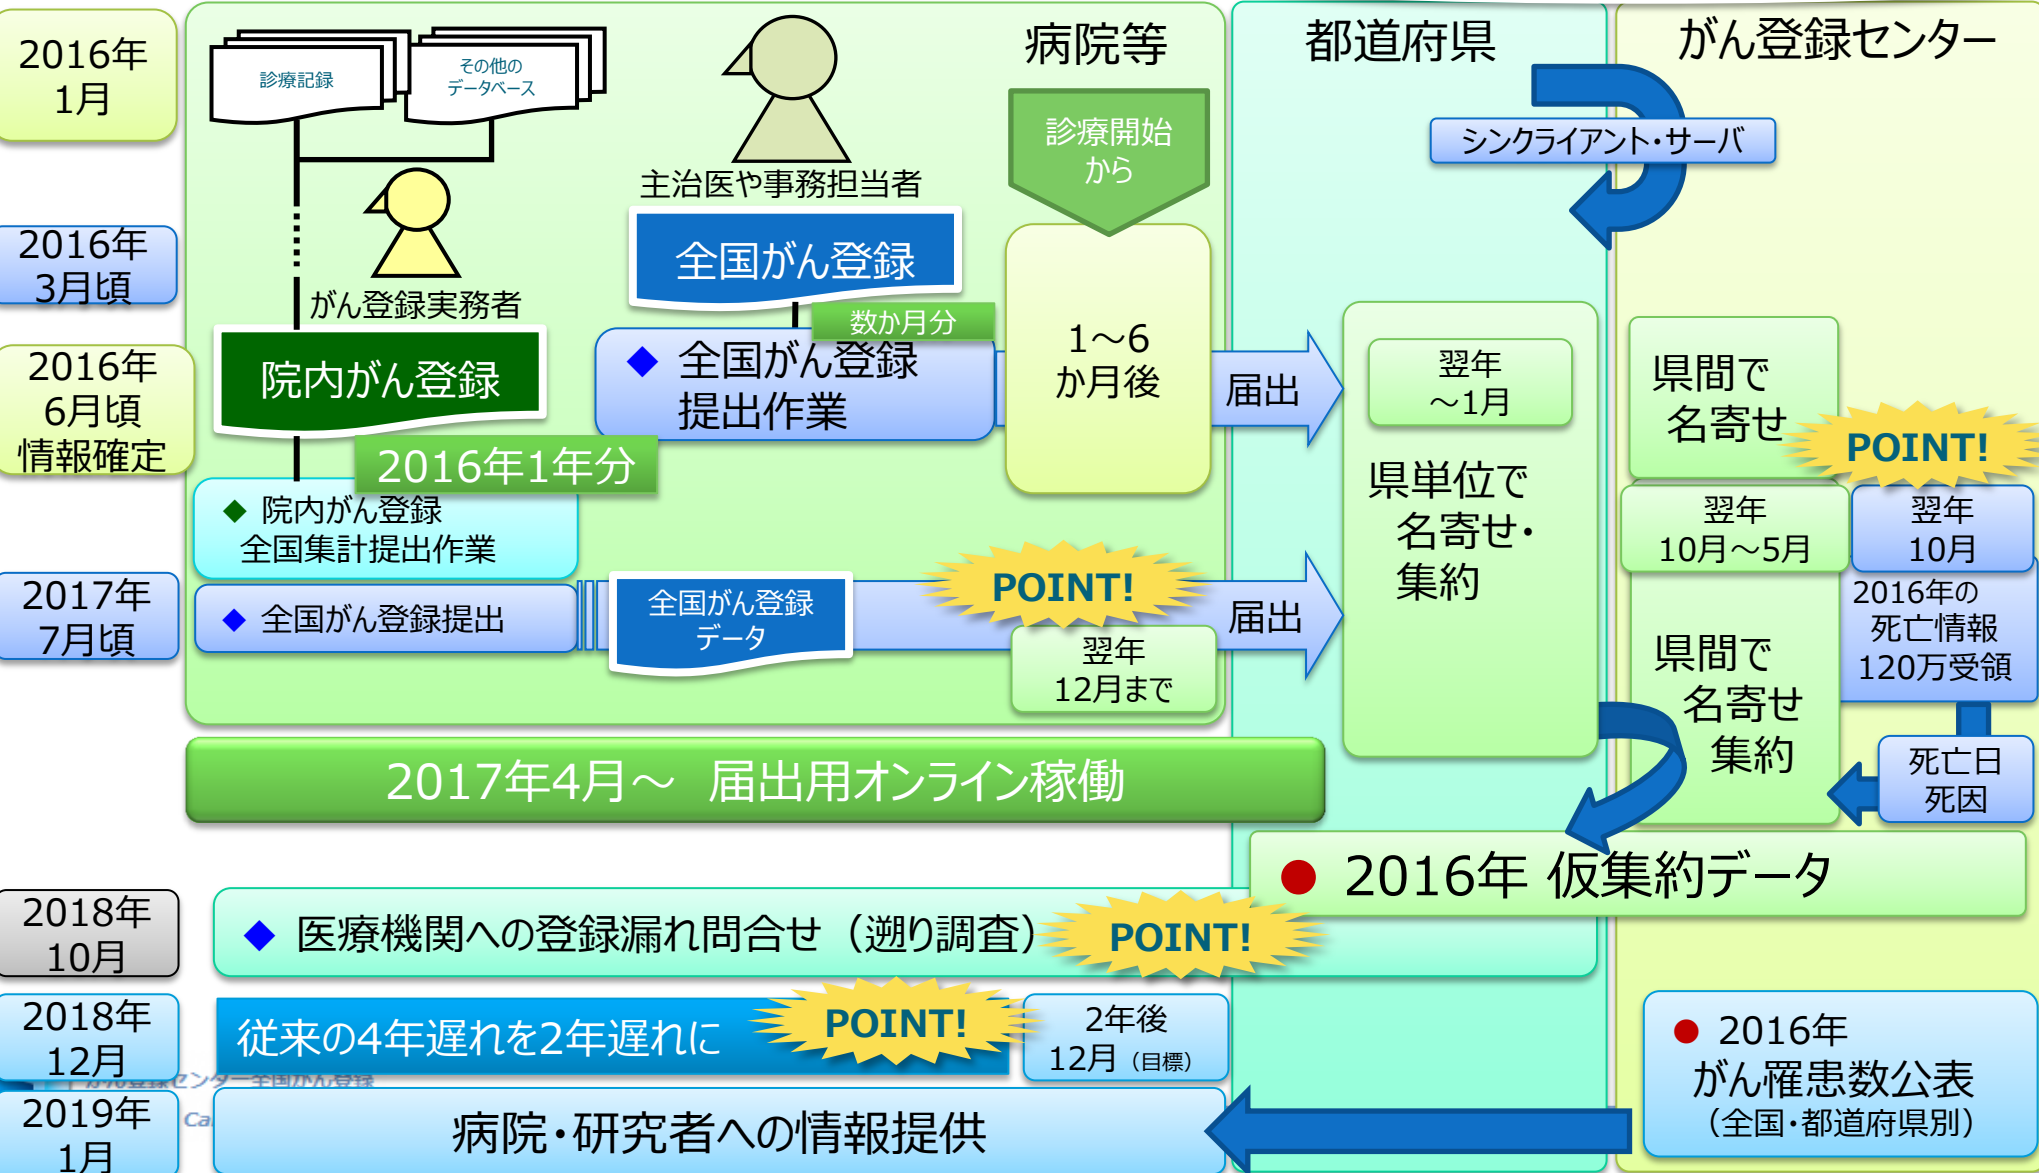 病院等
都道府県
がん登録センター
2016年
1月
診療記録
その他の
データベース
診療開始
から
シンクライアント・サーバ
主治医や事務担当者
2016年
3月頃
がん登録実務者
全国がん登録
数か月分
2016年
6月頃
情報確定
院内がん登録
◆ 全国がん登録
提出作業
1～6
か月後
届出
翌年
～1月
県間で
名寄せ
POINT!
2016年1年分
◆ 院内がん登録
全国集計提出作業
県単位で
名寄せ・
集約
翌年
10月～5月
翌年
10月
2017年
7月頃
◆ 全国がん登録提出
全国がん登録
データ
POINT!
翌年
12月まで
届出
県間で
名寄せ
集約
2016年の
死亡情報
120万受領
死亡日
死因
2017年4月～ 届出用オンライン稼働
● 2016年 仮集約データ
2018年
10月
◆ 医療機関への登録漏れ問合せ（遡り調査）
POINT!
2018年
12月
従来の4年遅れを2年遅れに
POINT!
2年後
12月（目標）
● 2016年
がん罹患数公表
（全国・都道府県別）
がん登録センター全国がん登録
Ca
2019年
1月
病院・研究者への情報提供